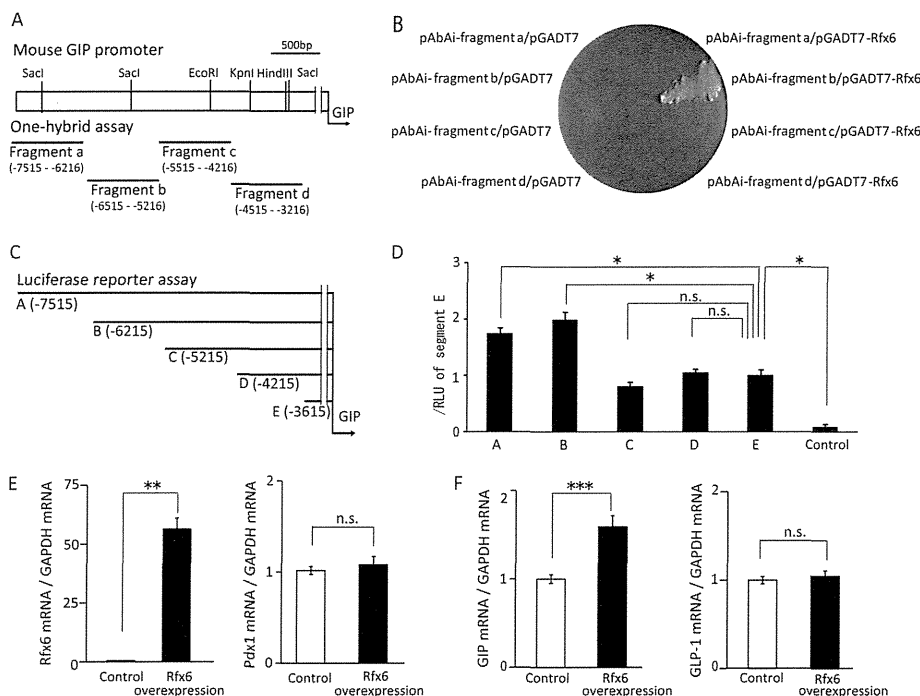 A
Mouse GIP promoter
500bp
SacI SacI EcoRI KpnI HindIII SacI
GIP
One-hybrid assay
Fragment a
(-7515 - -6216)
Fragment b
(-6515 - -5216)
Fragment c
(-5515 - -4216)
Fragment d
(-4515 - -3216)
B
pAbAi-fragment a/pGADT7
pAbAi-fragment b/pGADT7
pAbAi-fragment c/pGADT7
pAbAi-fragment d/pGADT7
pAbAi-fragment a/pGADT7-Rfx6
pAbAi-fragment b/pGADT7-Rfx6
pAbAi-fragment c/pGADT7-Rfx6
pAbAi-fragment d/pGADT7-Rfx6
C
Luciferase reporter assay
A (-7515)
B (-6215)
C (-5215)
D (-4215)
E (-3615)
GIP
D
/RLU of segment E
3
2
1
0
*
*
*
n.s.
n.s.
A B C D E Control
E
Rfx6 mRNA / GAPDH mRNA
75
50
25
0
**
Control Rfx6
overexpression
Pdx1 mRNA / GAPDH mRNA
2
1
0
n.s.
Control Rfx6
overexpression
F
GIP mRNA / GAPDH mRNA
2
1
0
***
Control Rfx6
overexpression
GLP-1 mRNA / GAPDH mRNA
2
1
0
n.s.
Control Rfx6
overexpression